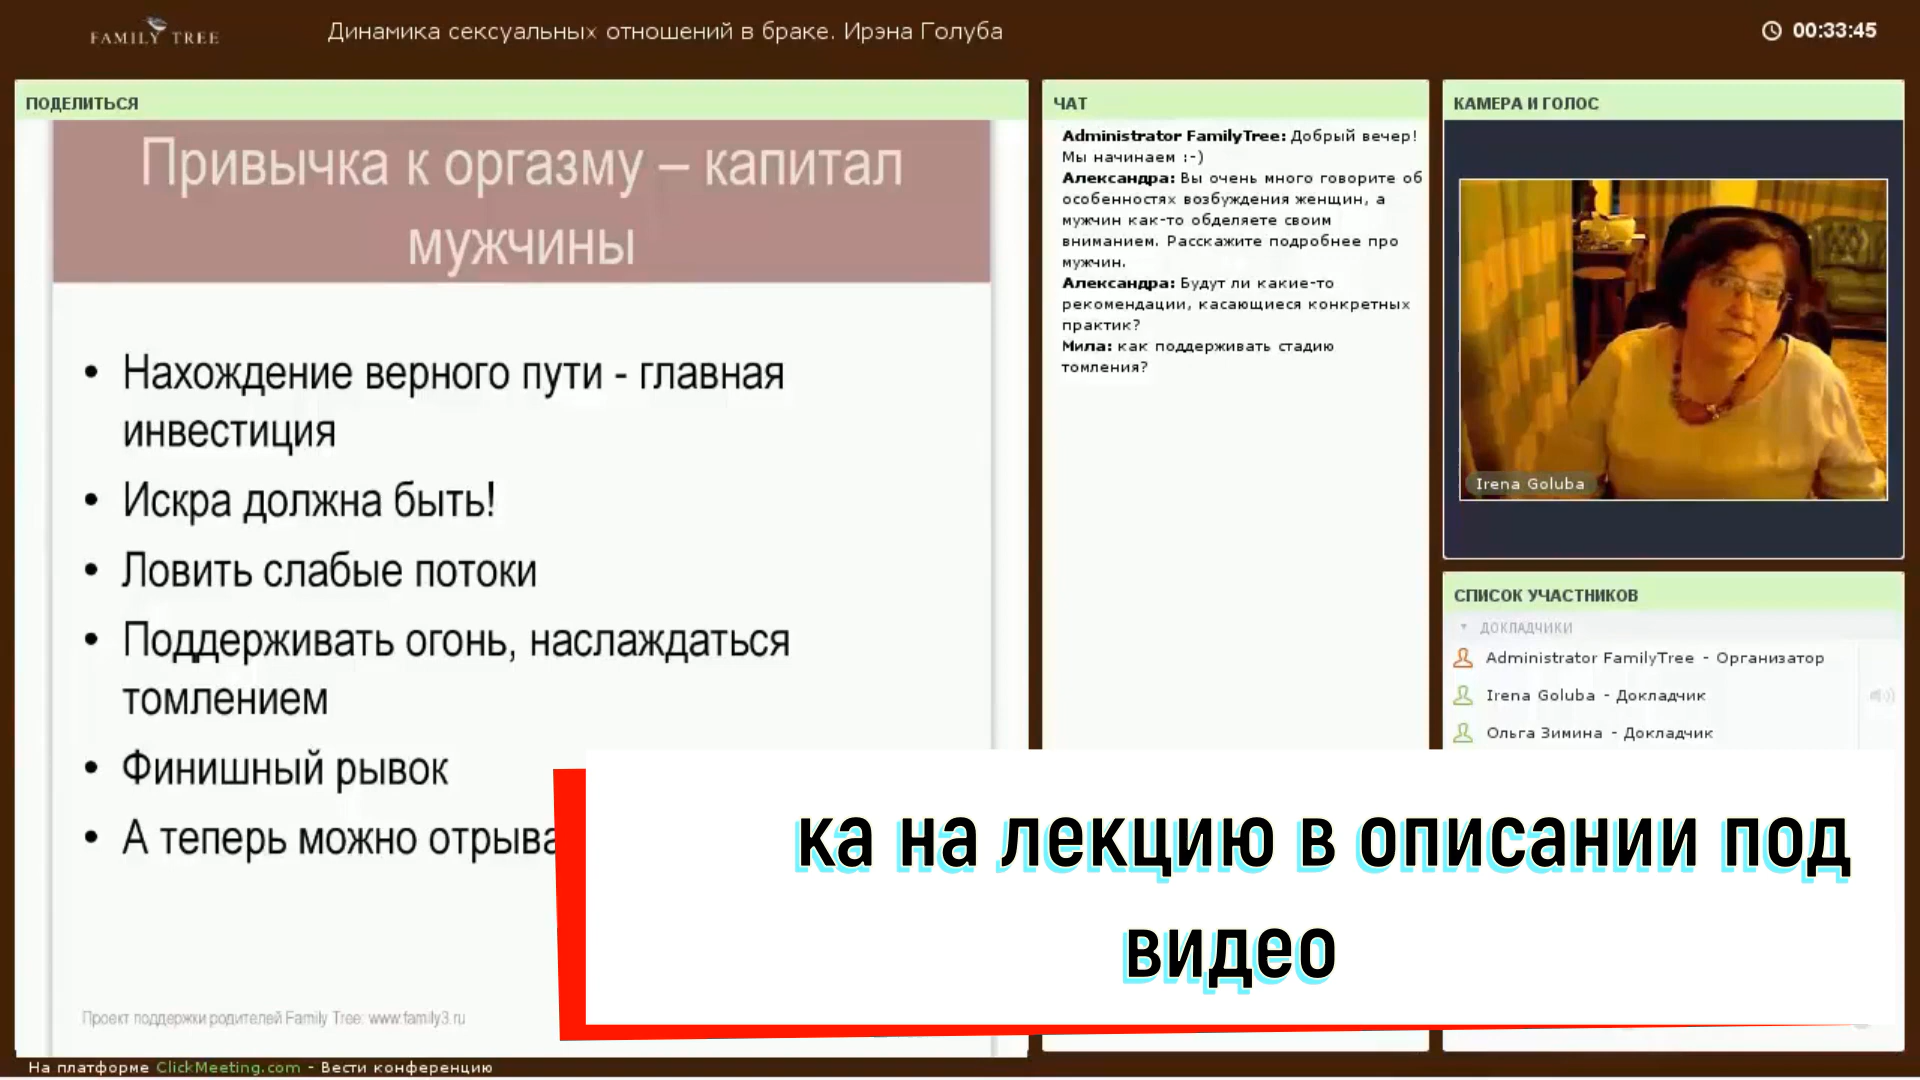 FAMILY TREE
Динамика сексуальных отношений в браке. Ирэна Голуба
00:33:45
ПОДЕЛИТЬСЯ
Привычка к оргазму – капитал
мужчины
• Нахождение верного пути - главная
инвестиция
• Искра должна быть!
• Ловить слабые потоки
• Поддерживать огонь, наслаждаться
томлением
• Финишный рывок
• А теперь можно отрыва
Проект поддержки родителей Family Tree: www.family3.ru
ЧАТ
Administrator FamilyTree: Добрый вечер!
Мы начинаем :-)
Александра: Вы очень много говорите об
особенностях возбуждения женщин, а
мужчин как-то обделяете своим
вниманием. Расскажите подробнее про
мужчин.
Александра: Будут ли какие-то
рекомендации, касающиеся конкретных
практик?
Мила: как поддерживать стадию
томления?
КАМЕРА И ГОЛОС
Irena Goluba
СПИСОК УЧАСТНИКОВ
ДОКЛАДЧИКИ
Administrator FamilyTree - Организатор
Irena Goluba - Докладчик
Ольга Зимина - Докладчик
ка на лекцию в описании под
видео
На платформе ClickMeeting.com - Вести конференцию